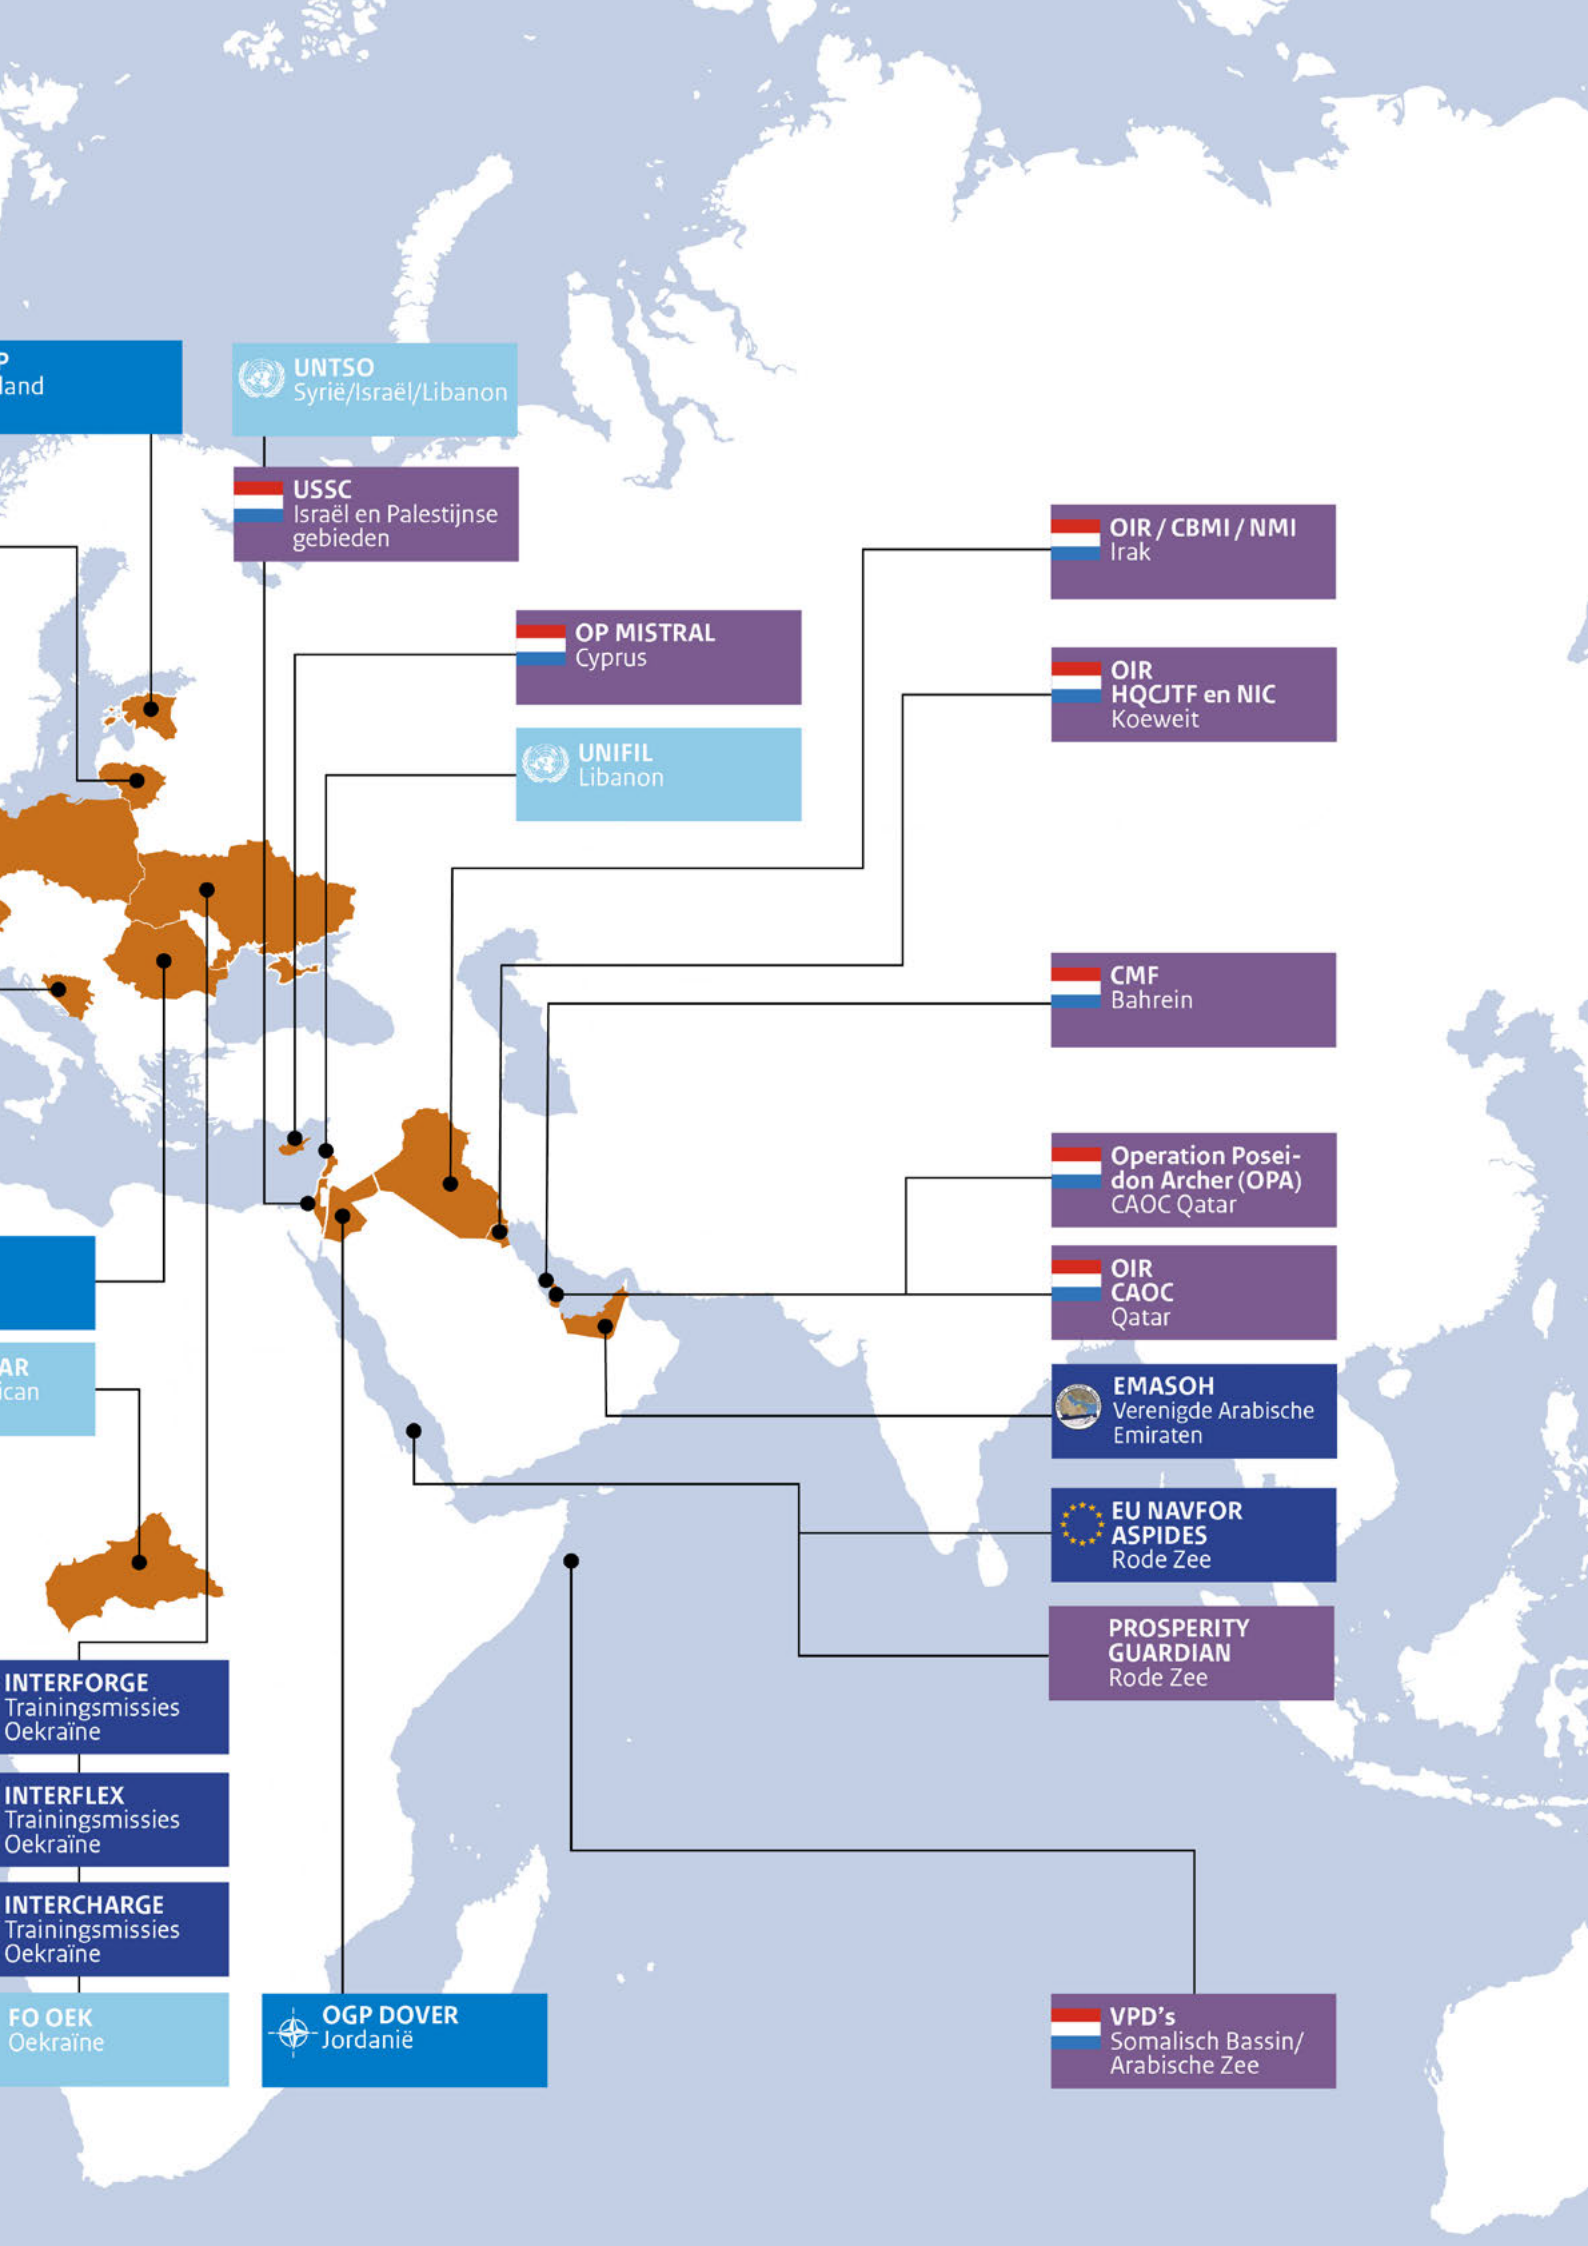 P
land
UNTSO
Syrië/Israël/Libanon
USSC
Israël en Palestijnse
gebieden
OP MISTRAL
Cyprus
UNIFIL
Libanon
OIR / CBMI / NMI
Irak
OIR
HQCJTF en NIC
Koeweit
CMF
Bahrein
Operation Posei-
don Archer (OPA)
CAOC Qatar
OIR
CAOC
Qatar
EMASOH
Verenigde Arabische
Emiraten
EU NAVFOR
ASPIDES
Rode Zee
PROSPERITY
GUARDIAN
Rode Zee
AR
ican
INTERFORGE
Trainingsmissies
Oekraïne
INTERFLEX
Trainingsmissies
Oekraïne
INTERCHARGE
Trainingsmissies
Oekraïne
FO OEK
Oekraïne
OGP DOVER
Jordanië
VPD's
Somalisch Bassin/
Arabische Zee